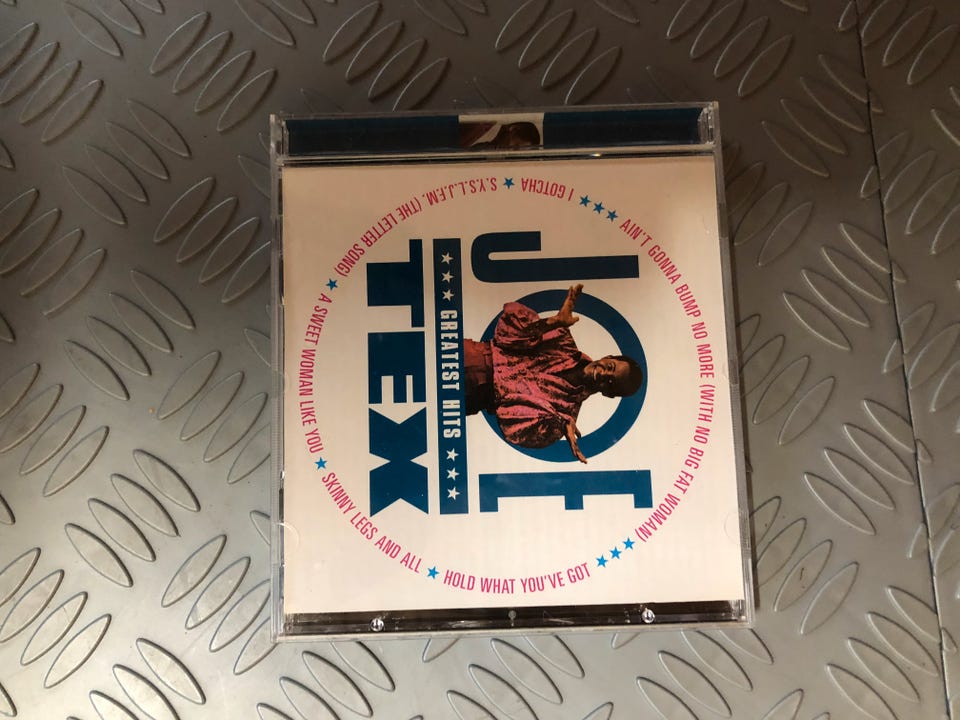 JOE
★ ★ ★ GREATEST HITS ★ ★ ★
TEX
I GOTCHA ★ ★ ★ AIN'T GONNA BUMP NO MORE (WITH NO BIG FAT WOMAN) ★ ★ ★ HOLD WHAT YOU'VE GOT ★ SKINNY LEGS AND ALL ★ A SWEET WOMAN LIKE YOU ★ S.Y.S.L.J.F.M. (THE LETTER SONG) ★